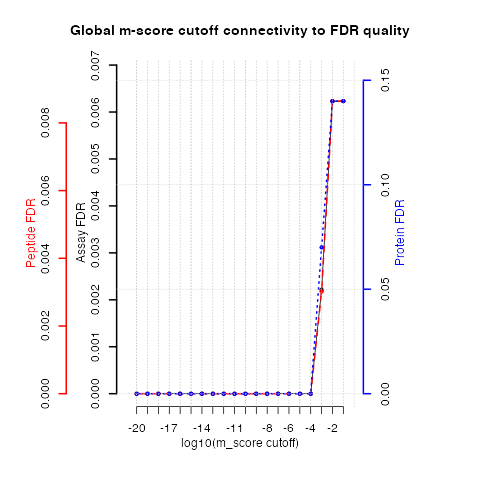 Global m-score cutoff connectivity to FDR quality
Peptide FDR
0.000
0.002
0.004
0.006
0.008
Assay FDR
0.000
0.001
0.002
0.003
0.004
0.005
0.006
0.007
Protein FDR
0.00
0.05
0.10
0.15
-20 -17 -14 -11 -8 -6 -4 -2
log10(m_score cutoff)